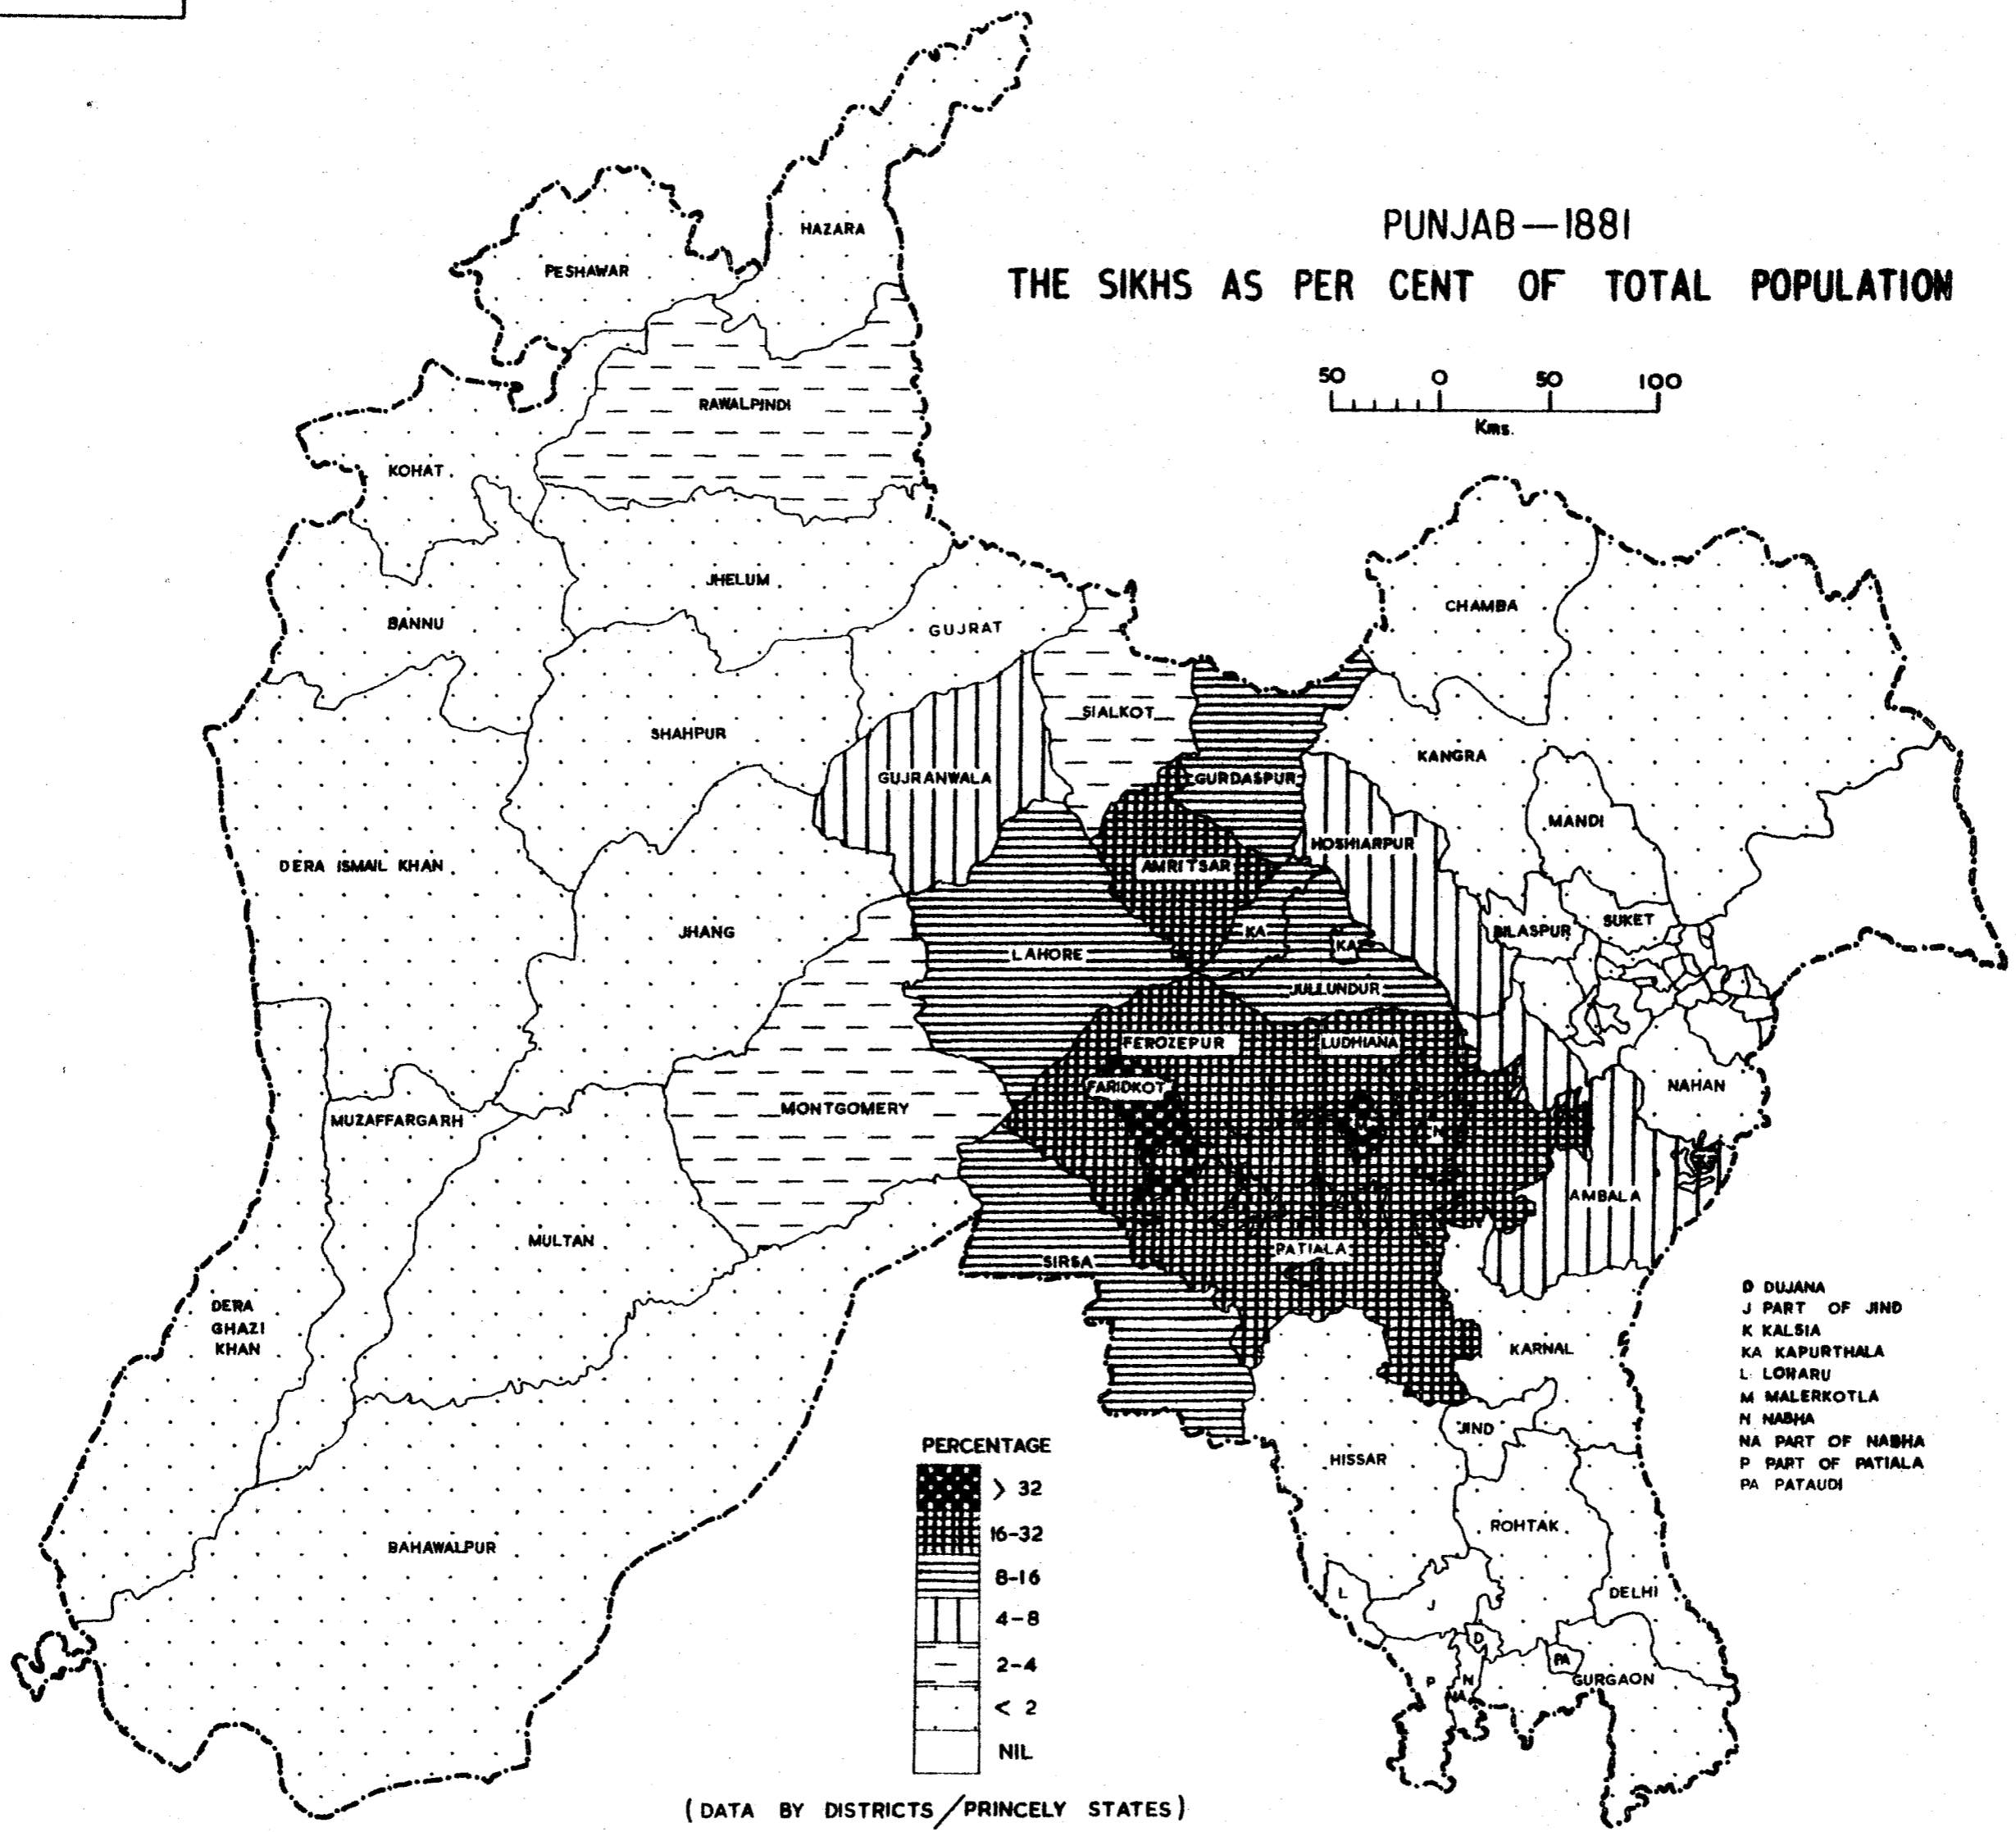 PUNJAB—1881
THE SIKHS AS PER CENT OF TOTAL POPULATION
50 0 50 100
Kms.
HAZARA
PESHAWAR
RAWALPINDI
KOHAT
JHELUM
BANNU
GUJRAT
CHAMBA
SIALKOT
SHAHPUR
KANGRA
GUJRANWALA
GURDASPUR
MANDI
HOSHIARPUR
DERA ISMAIL KHAN
AMRITSAR
SUKET
JHANG
KA
BILASPUR
KA
LAHORE
JULLUNDUR
FEROZEPUR
LUDHIANA
FARIDKOT
NAHAN
MONTGOMERY
MUZAFFARGARH
M
N
K
AMBALA
MULTAN
PATIALA
SIRSA
DERA
GHAZI
KHAN
KARNAL
JIND
HISSAR
ROHTAK
BAHAWALPUR
DELHI
L
J
D
PA
P
N
NA
GURGAON
D DUJANA
J PART OF JIND
K KALSIA
KA KAPURTHALA
L LOHARU
M MALERKOTLA
N NABHA
NA PART OF NABHA
P PART OF PATIALA
PA PATAUDI
PERCENTAGE
> 32
16-32
8-16
4-8
2-4
< 2
NIL
(DATA BY DISTRICTS/PRINCELY STATES)